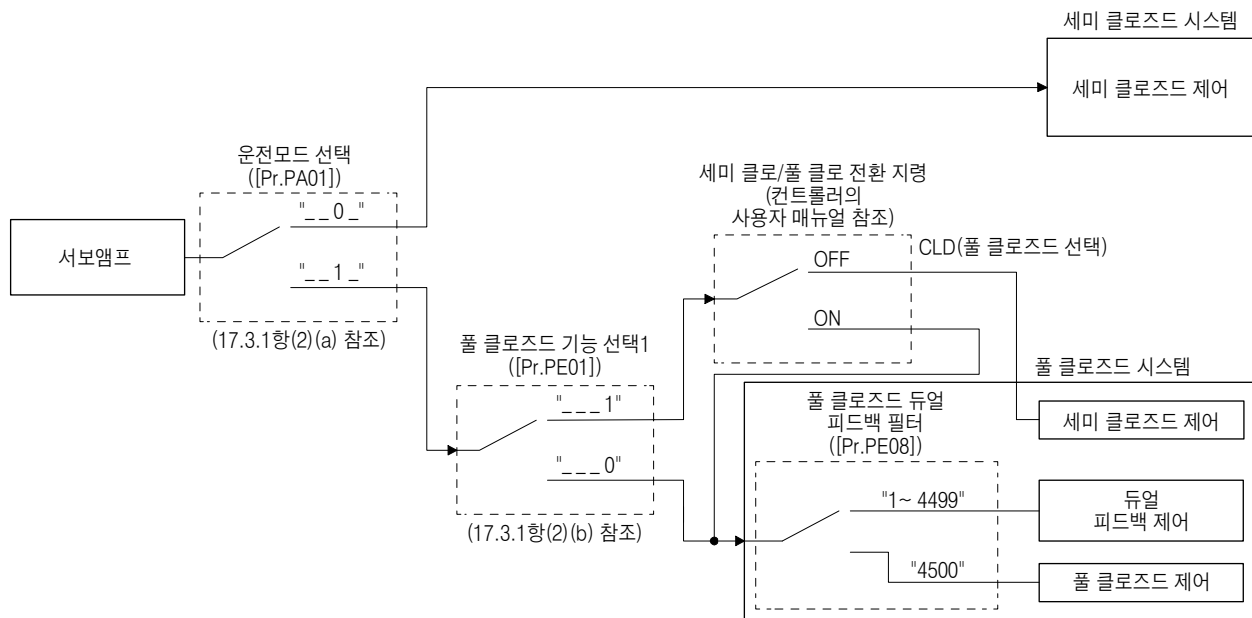 세미 클로즈드 시스템
세미 클로즈드 제어
운전모드 선택
([Pr.PA01])
"_ _ 0 _"
서보앰프
"_ _ 1 _"
(17.3.1항(2)(a) 참조)
세미 클로/풀 클로 전환 지령
(컨트롤러의
사용자 매뉴얼 참조)
CLD(풀 클로즈드 선택)
OFF
ON
풀 클로즈드 기능 선택1
([Pr.PE01])
"_ _ _ 1"
"_ _ _ 0"
(17.3.1항(2)(b) 참조)
풀 클로즈드 시스템
풀 클로즈드 듀얼
피드백 필터
([Pr.PE08])
세미 클로즈드 제어
"1~ 4499"
듀얼
피드백 제어
"4500"
풀 클로즈드 제어